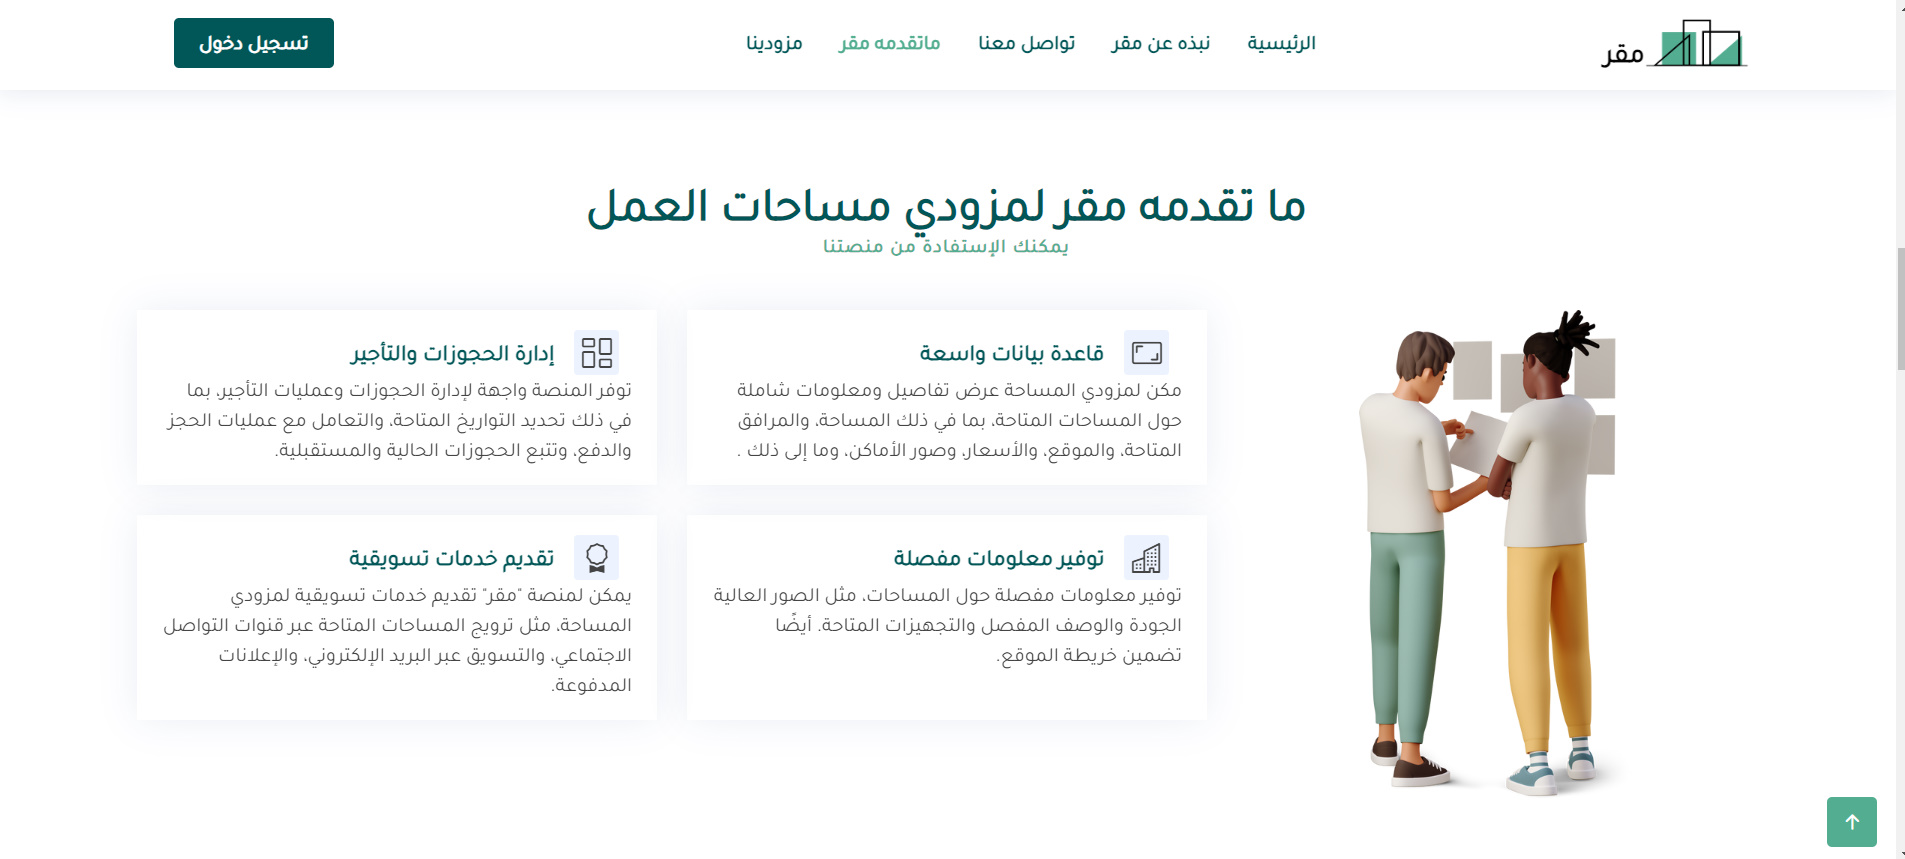 مقر
الرئيسية
نبذه عن مقر
تواصل معنا
ماتقدمه مقر
مزودينا
تسجيل دخول
ما تقدمه مقر لمزودي مساحات العمل
يمكنك الإستفادة من منصتنا
قاعدة بيانات واسعة
مكن لمزودي المساحة عرض تفاصيل ومعلومات شاملة
حول المساحات المتاحة، بما في ذلك المساحة، والمرافق
المتاحة، والموقع، والأسعار، وصور الأماكن، وما إلى ذلك .
إدارة الحجوزات والتأجير
توفر المنصة واجهة لإدارة الحجوزات وعمليات التأجير، بما
في ذلك تحديد التواريخ المتاحة، والتعامل مع عمليات الحجز
والدفع، وتتبع الحجوزات الحالية والمستقبلية.
توفير معلومات مفصلة
توفير معلومات مفصلة حول المساحات، مثل الصور العالية
الجودة والوصف المفصل والتجهيزات المتاحة. أيضًا
تضمين خريطة الموقع.
تقديم خدمات تسويقية
يمكن لمنصة "مقر" تقديم خدمات تسويقية لمزودي
المساحة، مثل ترويج المساحات المتاحة عبر قنوات التواصل
الاجتماعي، والتسويق عبر البريد الإلكتروني، والإعلانات
المدفوعة.